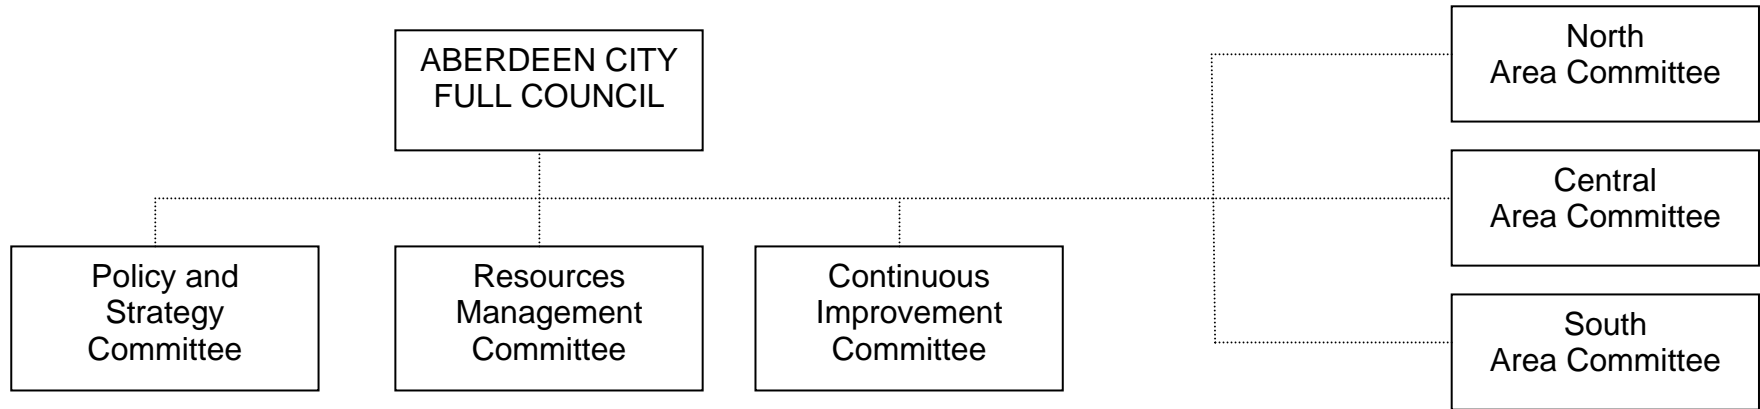 ABERDEEN CITY
FULL COUNCIL
North
Area Committee
Central
Area Committee
South
Area Committee
Policy and
Strategy
Committee
Resources
Management
Committee
Continuous
Improvement
Committee